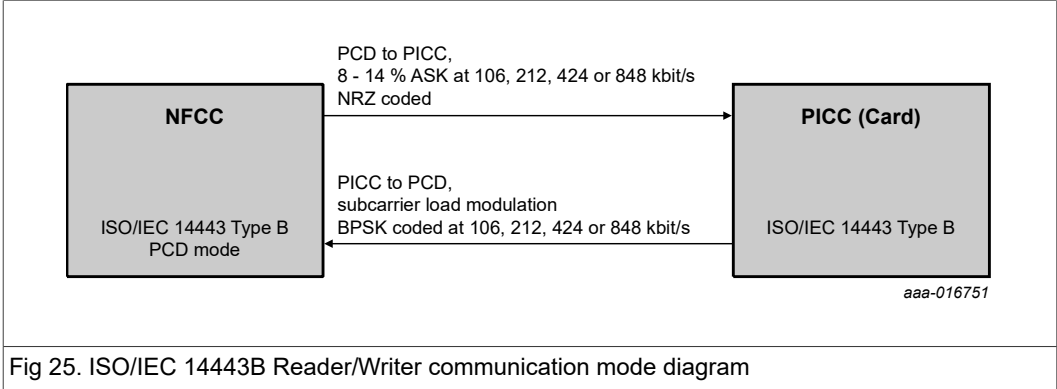 PCD to PICC,
8 - 14 % ASK at 106, 212, 424 or 848 kbit/s
NRZ coded
NFCC
PICC (Card)
PICC to PCD,
subcarrier load modulation
BPSK coded at 106, 212, 424 or 848 kbit/s
ISO/IEC 14443 Type B
PCD mode
ISO/IEC 14443 Type B
aaa-016751
Fig 25. ISO/IEC 14443B Reader/Writer communication mode diagram